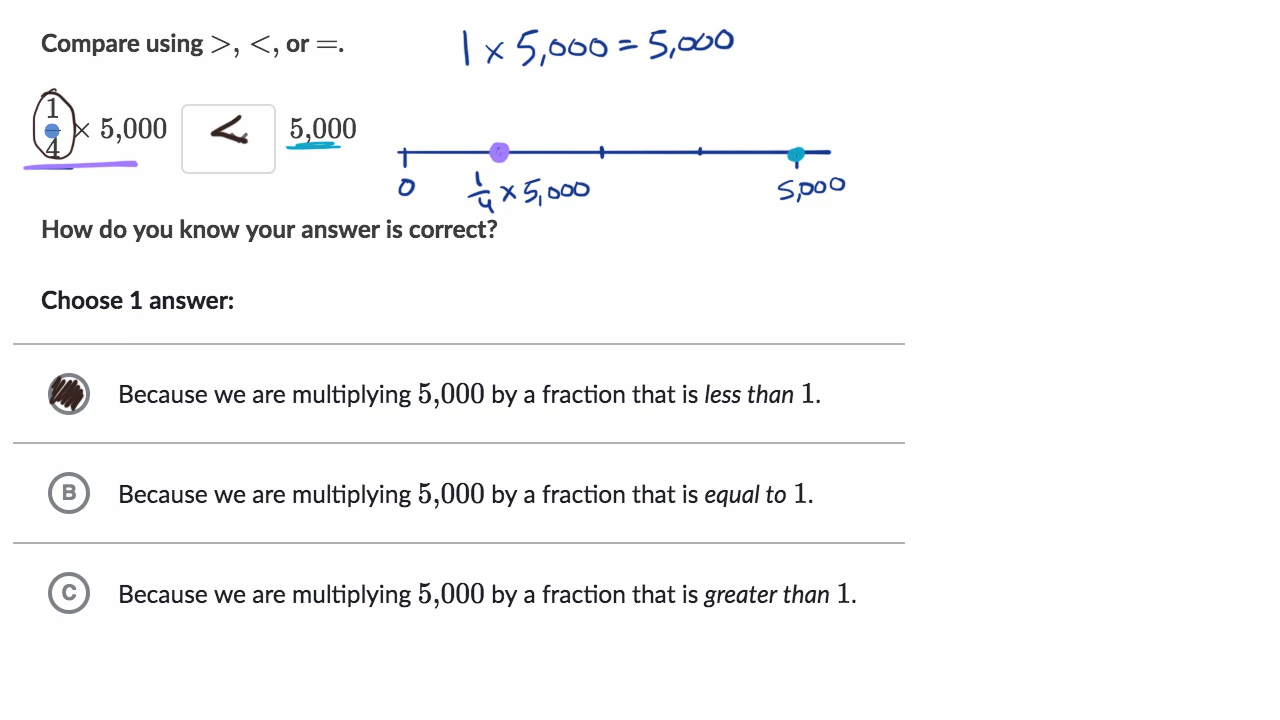 Compare using >, <, or =.
1 × 5,000 = 5,000
1/4 × 5,000 < 5,000
0 1/4 × 5,000 5,000
How do you know your answer is correct?
Choose 1 answer:
Because we are multiplying 5,000 by a fraction that is less than 1.
B Because we are multiplying 5,000 by a fraction that is equal to 1.
C Because we are multiplying 5,000 by a fraction that is greater than 1.